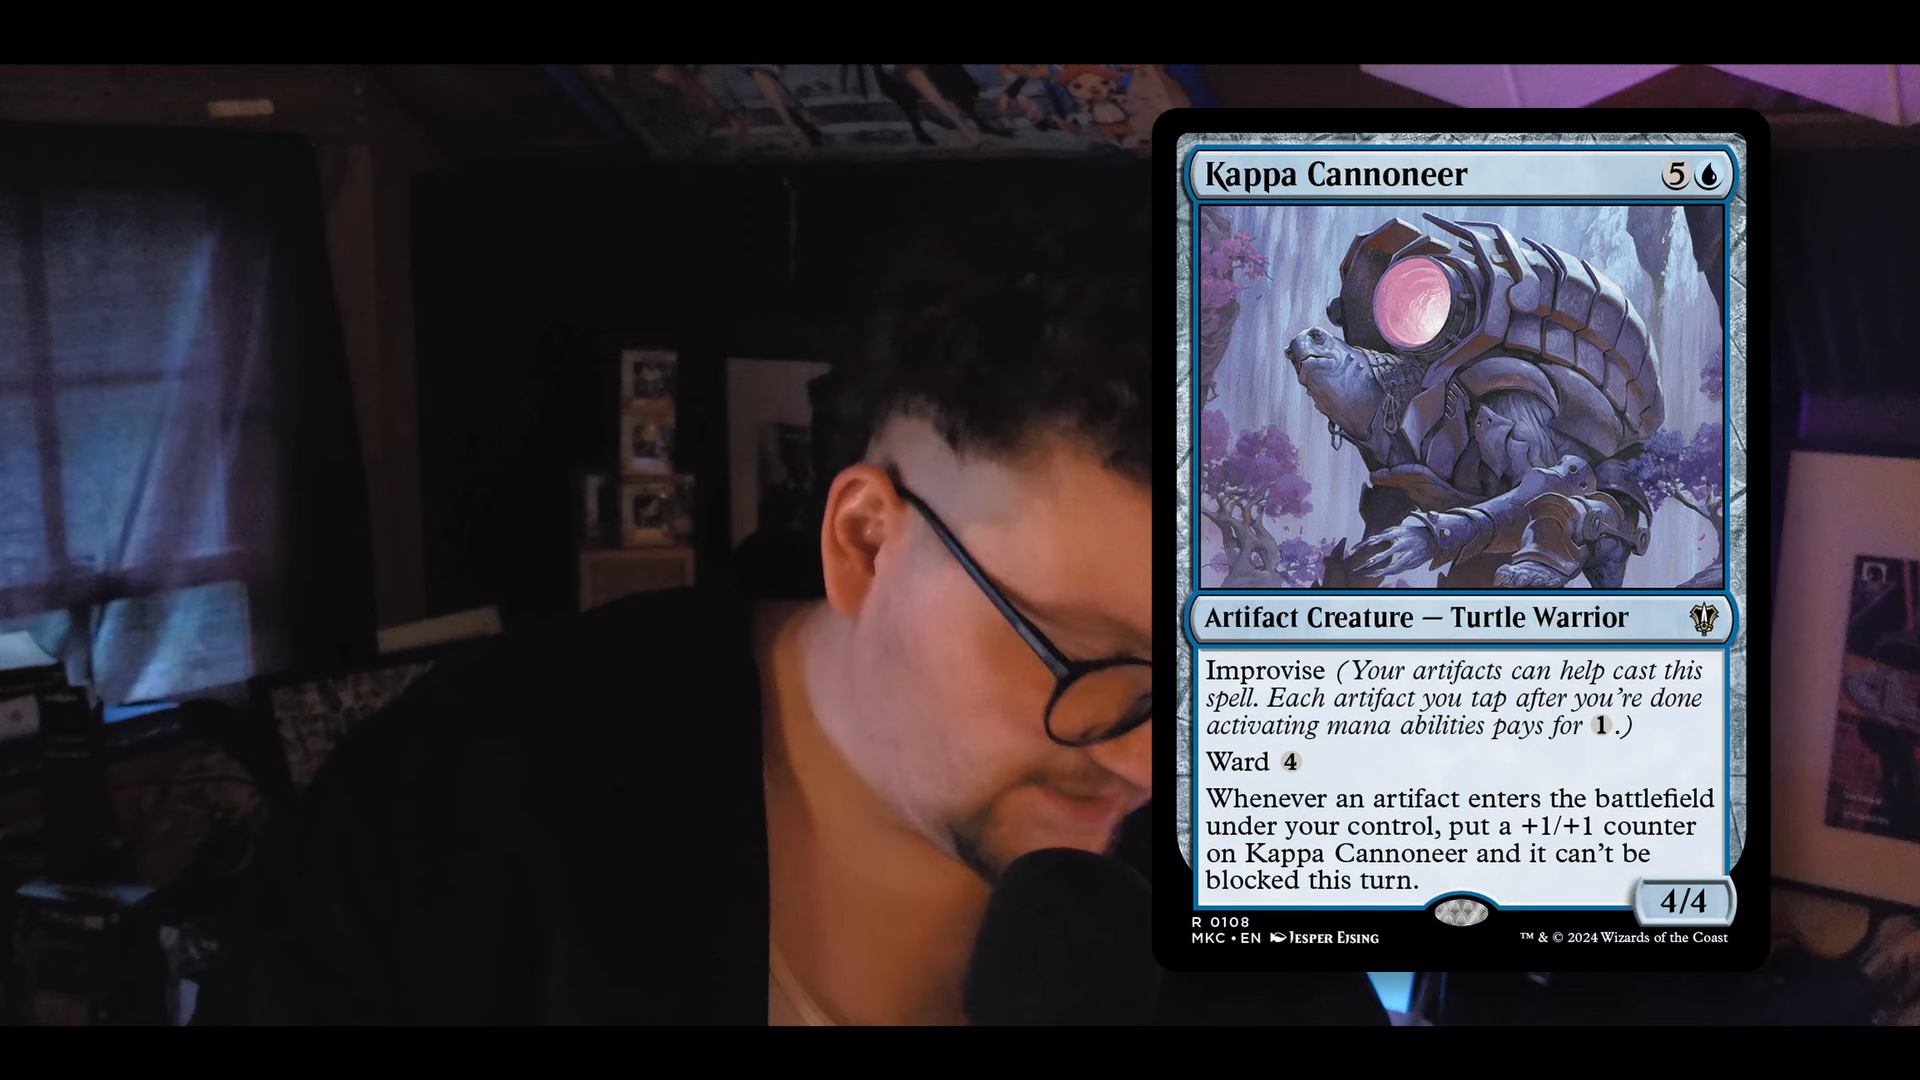 Kappa Cannoneer 5
Artifact Creature — Turtle Warrior
Improvise (Your artifacts can help cast this
spell. Each artifact you tap after you're done
activating mana abilities pays for 1.)
Ward 4
Whenever an artifact enters the battlefield
under your control, put a +1/+1 counter
on Kappa Cannoneer and it can't be
blocked this turn.
4/4
R 0108
MKC • EN JESPER EJSING
™ & © 2024 Wizards of the Coast